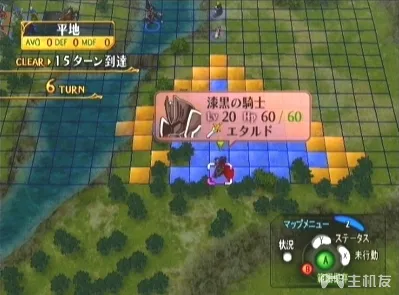 平地
AVO 0 DEF 0 MDF 0
CLEAR 15ターン到達
6 TURN
漆黒の騎士
Lv 20 Hp 60/60
エタルド
マップメニュー
L
ステータス
状況
Y
未行動
A
B
主机友